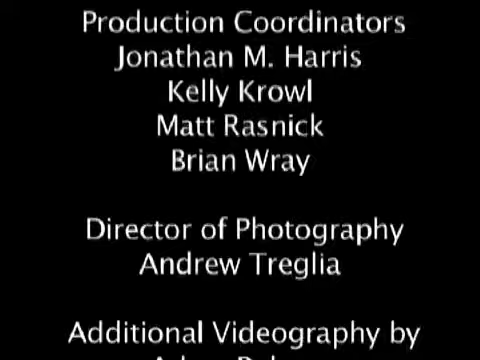 Production Coordinators
Jonathan M. Harris
Kelly Krowl
Matt Rasnick
Brian Wray
Director of Photography
Andrew Treglia
Additional Videography by